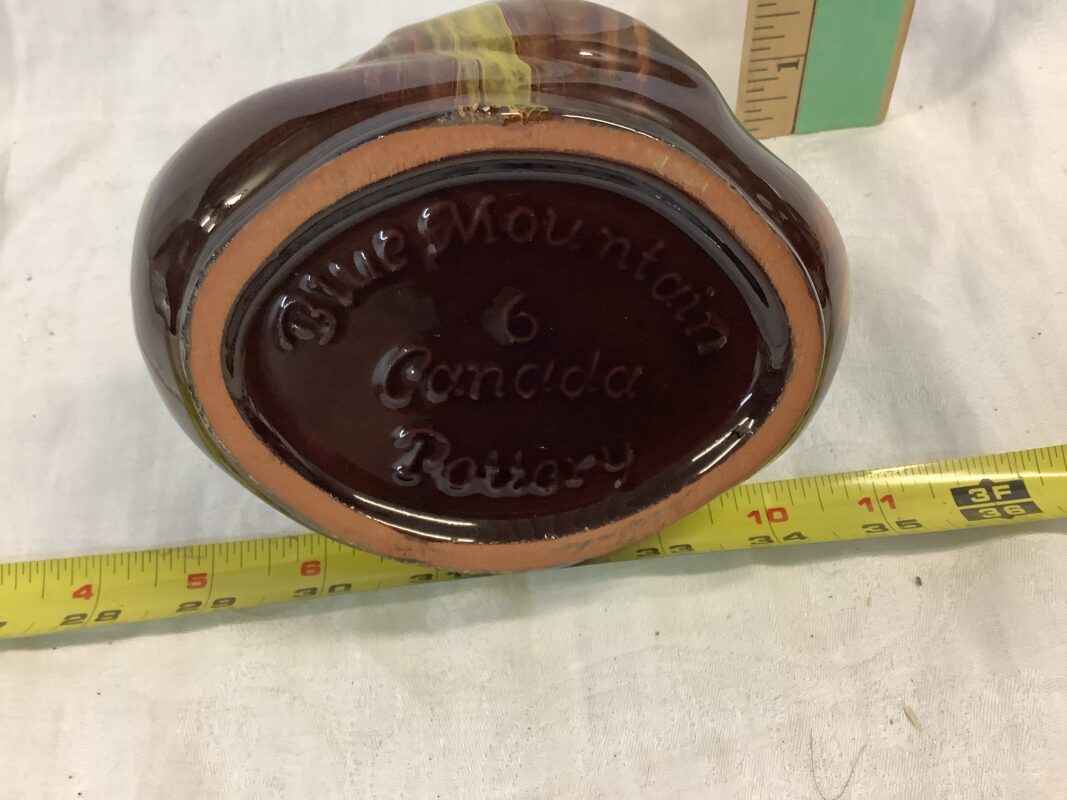 Blue Mountain
6
Canada
Pottery
1
4 5 6 10 11 3F
28 29 30 33 34 35 36